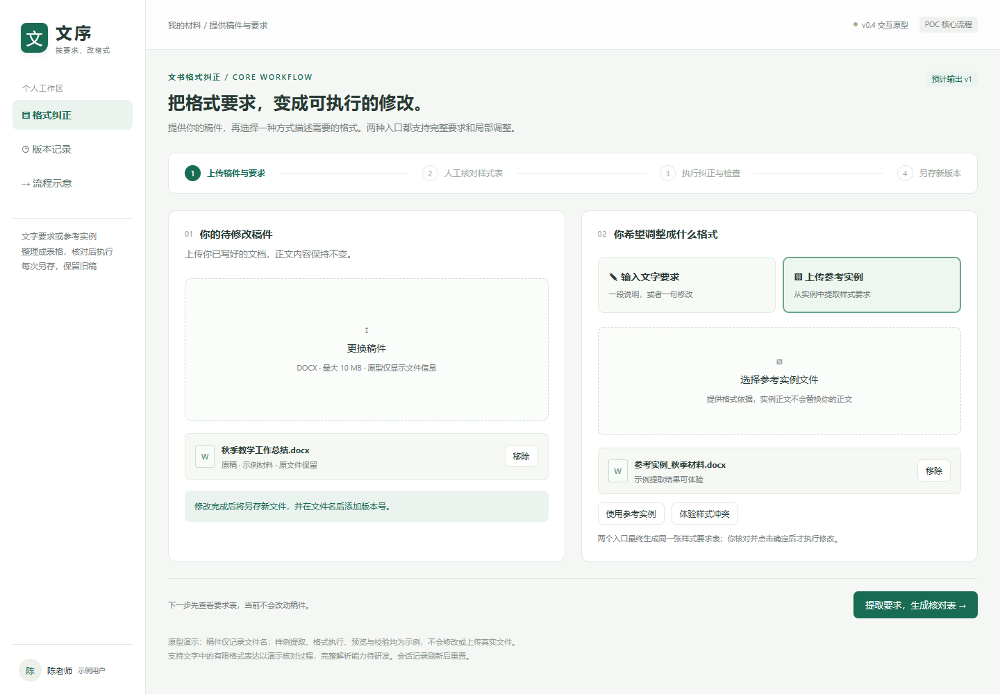 文
文序
按要求，改格式
个人工作区
格式纠正
版本记录
流程示意
文字要求或参考实例
整理成表格，核对后执行
每次另存，保留旧稿
陈
陈老师 示例用户
我的材料 / 提供稿件与要求
v0.4 交互原型
POC 核心流程
文书格式纠正 / CORE WORKFLOW
预计输出 v1
把格式要求，变成可执行的修改。
提供你的稿件，再选择一种方式描述需要的格式。两种入口都支持完整要求和局部调整。
1 上传稿件与要求
2 人工核对样式表
3 执行纠正与检查
4 另存新版本
01 你的待修改稿件
上传你已写好的文档，正文内容保持不变。
更换稿件
DOCX · 最大 10 MB · 原型仅显示文件信息
W
秋季教学工作总结.docx
原稿 · 示例材料 · 原文件保留
移除
修改完成后将另存新文件，并在文件名后添加版本号。
02 你希望调整成什么格式
输入文字要求
一段说明，或者一句修改
上传参考实例
从实例中提取样式要求
选择参考实例文件
提供格式依据，实例正文不会替换你的正文
W
参考实例_秋季材料.docx
示例提取结果可体验
移除
使用参考实例
体验样式冲突
两个入口最终生成同一张样式要求表；你核对并点击确定后才执行修改。
下一步先查看要求表，当前不会改动稿件。
提取要求，生成核对表 →
原型演示：稿件仅记录文件名；样例提取、格式执行、预览与校验均为示例，不会修改或上传真实文件。
支持文字中的有限格式表达以演示核对过程，完整解析能力待研发。会话记录刷新后重置。